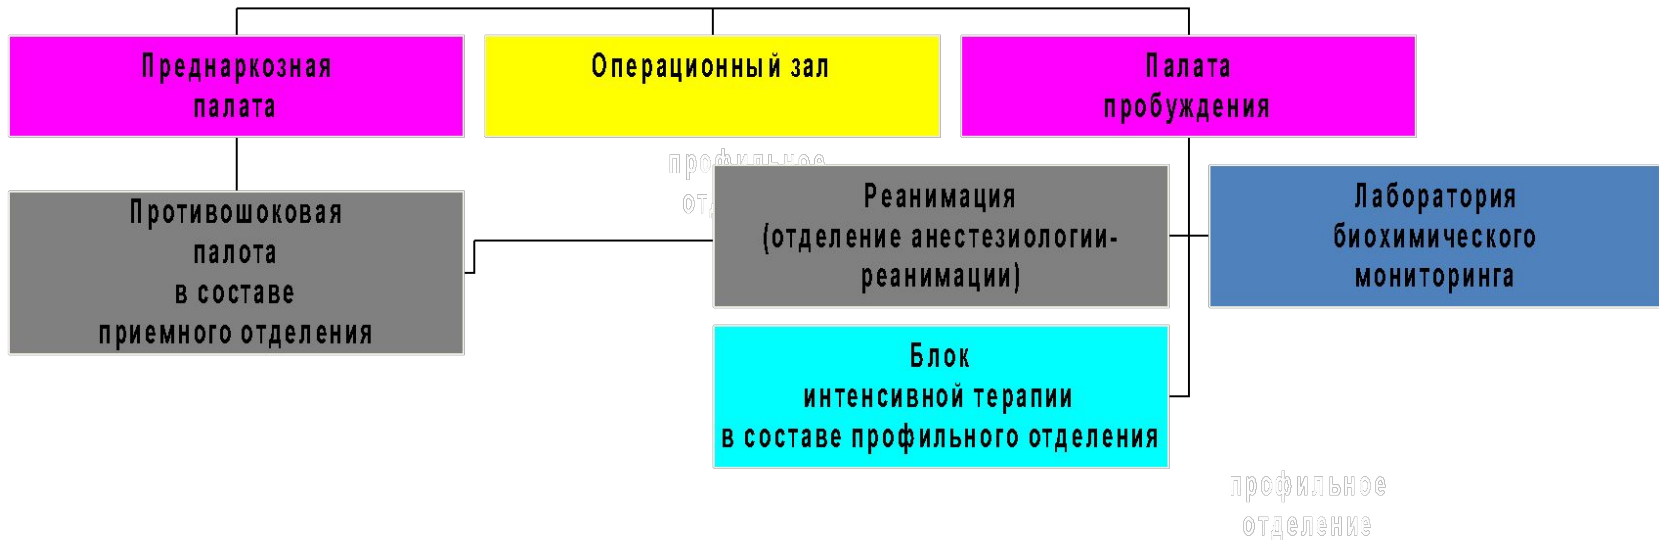 Преднаркозная
палата
Операционный зал
Палата
пробуждения
профильное
Противошоковая
палота
в составе
приемного отделения
Реанимация
(отделение анестезиологии-
реанимации)
Лаборатория
биохимического
мониторинга
Блок
интенсивной терапии
в составе профильного отделения
профильное
отделение